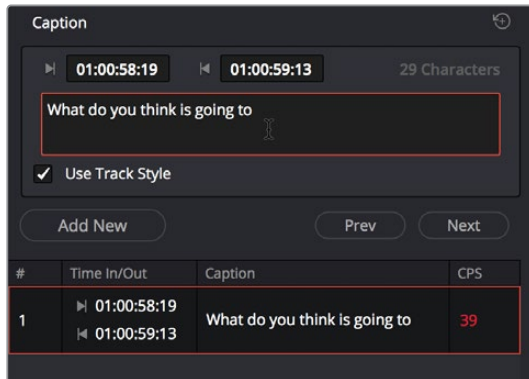 Caption
01:00:58:19 01:00:59:13 29 Characters
What do you think is going to
Use Track Style
Add New Prev Next
# Time In/Out Caption CPS
1 01:00:58:19 What do you think is going to 39
01:00:59:13